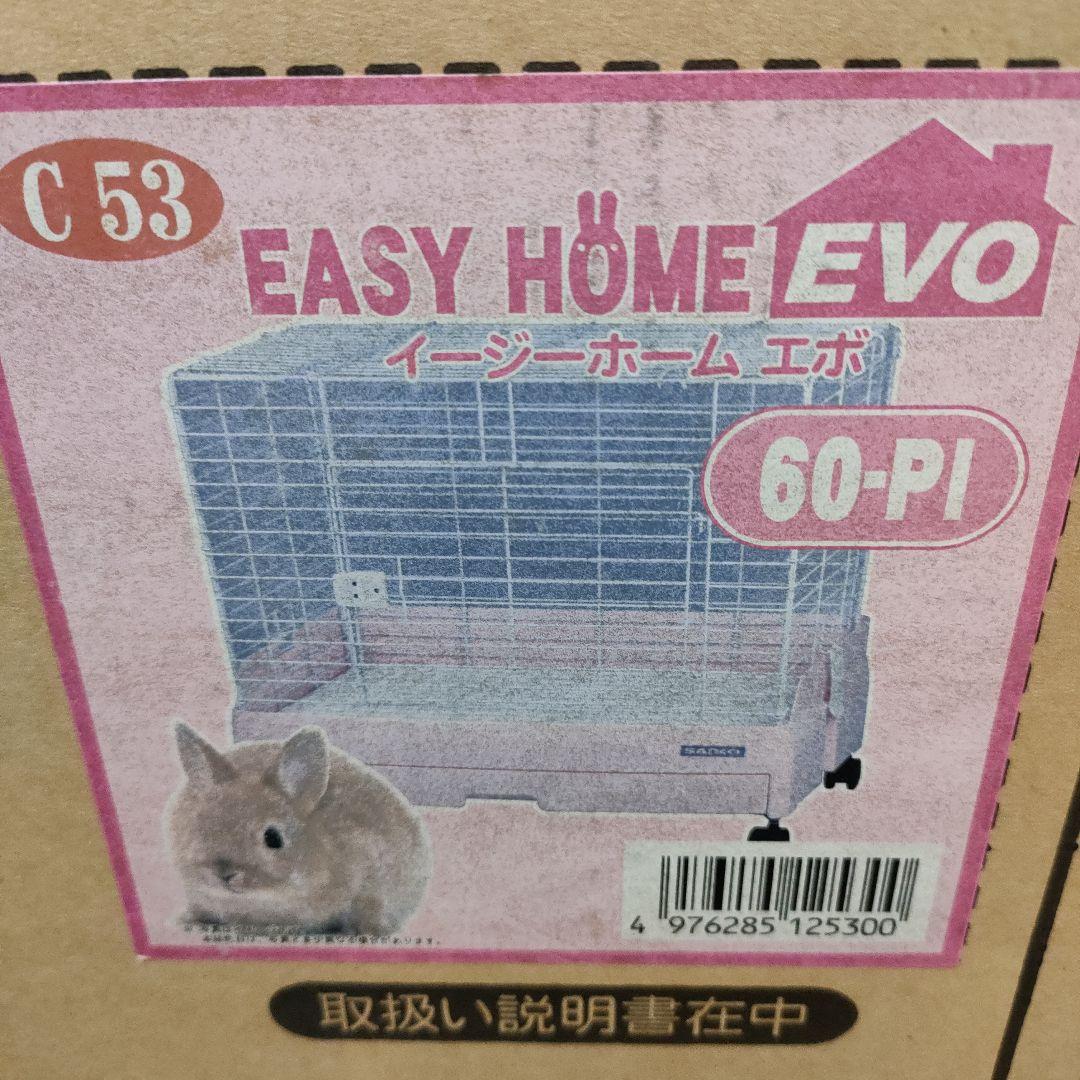 C 53
EASY HOME EVO
イージーホーム エボ
60-PI
SANKO
4 976285 125300
取扱い説明書在中